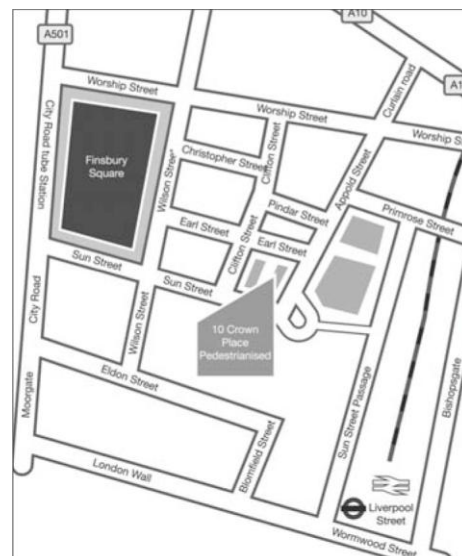 A10
A501
Worship Street
Curtain road
Worship Street
City Road tube Station
Finsbury
Square
Christopher Street
Clifton Street
Wilson Street
Appold Street
Pindar Street
Primrose Street
Earl Street
Clifton Street
Earl Street
Sun Street
Sun Street
City Road
Wilson Street
10 Crown
Place
Pedestrianised
Eldon Street
Moorgate
Sun Street Passage
Bishopsgate
Blomfield Street
London Wall
Liverpool
Street
Wormwood Street